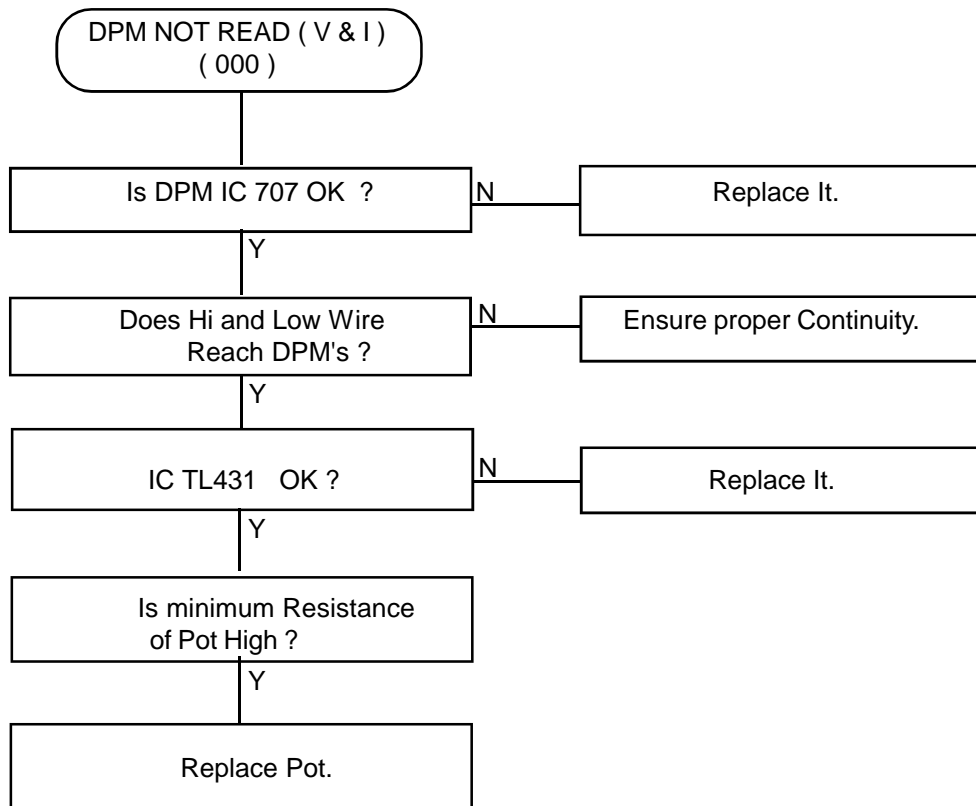 DPM NOT READ ( V & I )
( 000 )
Is DPM IC 707 OK ?
N
Replace It.
Y
Does Hi and Low Wire
Reach DPM's ?
N
Ensure proper Continuity.
Y
IC TL431 OK ?
N
Replace It.
Y
Is minimum Resistance
of Pot High ?
Y
Replace Pot.